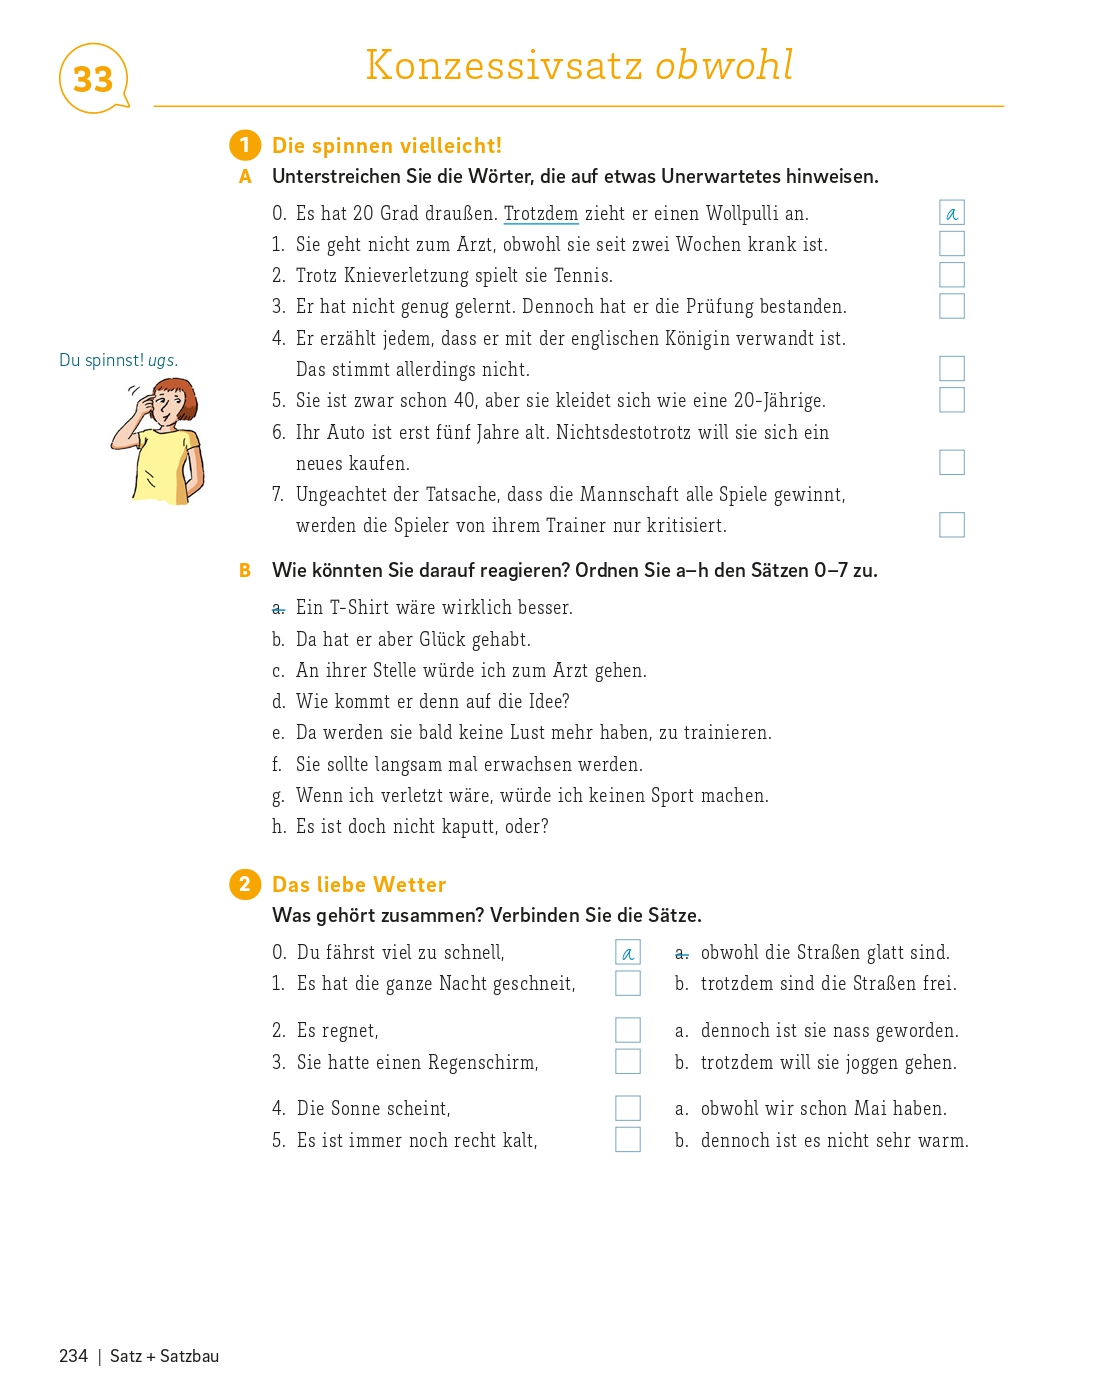 33
Konzessivsatz obwohl
1 Die spinnen vielleicht!
A Unterstreichen Sie die Wörter, die auf etwas Unerwartetes hinweisen.
0. Es hat 20 Grad draußen. Trotzdem zieht er einen Wollpulli an. a
1. Sie geht nicht zum Arzt, obwohl sie seit zwei Wochen krank ist.
2. Trotz Knieverletzung spielt sie Tennis.
3. Er hat nicht genug gelernt. Dennoch hat er die Prüfung bestanden.
4. Er erzählt jedem, dass er mit der englischen Königin verwandt ist.
Das stimmt allerdings nicht.
Du spinnst! ugs.
5. Sie ist zwar schon 40, aber sie kleidet sich wie eine 20-Jährige.
6. Ihr Auto ist erst fünf Jahre alt. Nichtsdestotrotz will sie sich ein
neues kaufen.
7. Ungeachtet der Tatsache, dass die Mannschaft alle Spiele gewinnt,
werden die Spieler von ihrem Trainer nur kritisiert.
B Wie könnten Sie darauf reagieren? Ordnen Sie a–h den Sätzen 0–7 zu.
a. Ein T-Shirt wäre wirklich besser.
b. Da hat er aber Glück gehabt.
c. An ihrer Stelle würde ich zum Arzt gehen.
d. Wie kommt er denn auf die Idee?
e. Da werden sie bald keine Lust mehr haben, zu trainieren.
f. Sie sollte langsam mal erwachsen werden.
g. Wenn ich verletzt wäre, würde ich keinen Sport machen.
h. Es ist doch nicht kaputt, oder?
2 Das liebe Wetter
Was gehört zusammen? Verbinden Sie die Sätze.
0. Du fährst viel zu schnell, a a. obwohl die Straßen glatt sind.
1. Es hat die ganze Nacht geschneit, b. trotzdem sind die Straßen frei.
2. Es regnet, a. dennoch ist sie nass geworden.
3. Sie hatte einen Regenschirm, b. trotzdem will sie joggen gehen.
4. Die Sonne scheint, a. obwohl wir schon Mai haben.
5. Es ist immer noch recht kalt, b. dennoch ist es nicht sehr warm.
234 | Satz + Satzbau